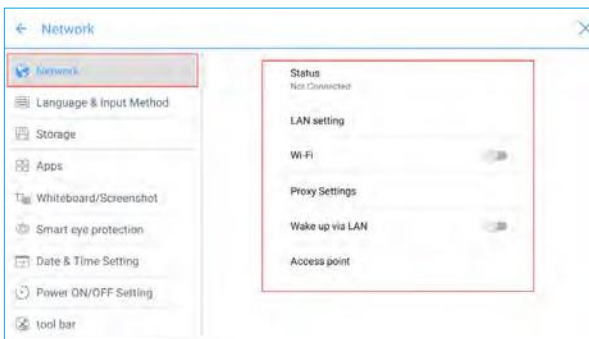 Network
Network
Language & Input Method
Storage
Apps
Whiteboard/Screenshot
Smart eye protection
Date & Time Setting
Power ON/OFF Setting
tool bar
Status
Not Connected
LAN setting
Wi-Fi
Proxy Settings
Wake up via LAN
Access point